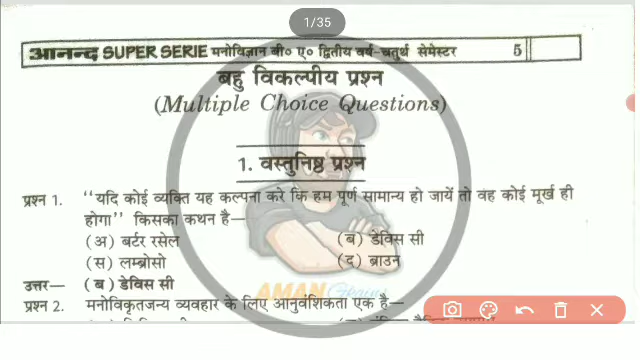 1/35
आनन्द SUPER SERIE मनोविज्ञान बी० ए० द्वितीय वर्ष-चतुर्थ सेमेस्टर 5
बहु विकल्पीय प्रश्न
(Multiple Choice Questions)
1. वस्तुनिष्ठ प्रश्न
प्रश्न 1. “यदि कोई व्यक्ति यह कल्पना करे कि हम पूर्ण सामान्य हो जायें तो वह कोई मूर्ख ही
होगा” किसका कथन है—
(अ) बर्टर रसेल (ब) डेविस सी
(स) लम्ब्रोसो (द) ब्राउन
उत्तर— (ब) डेविस सी
AMAN
प्रश्न 2. मनोविकृतजन्य व्यवहार के लिए आनुवंशिकता एक है—